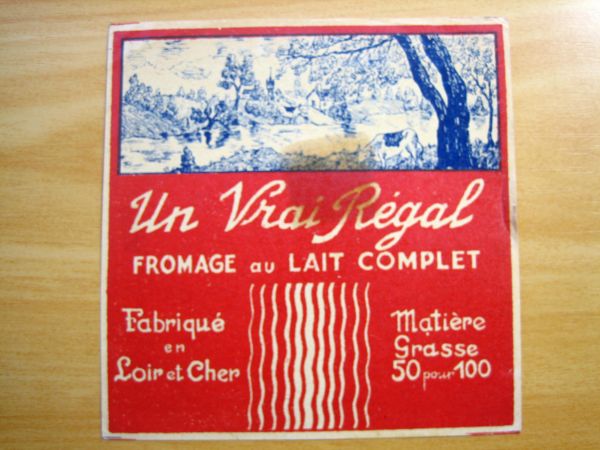 Un Vrai Régal
FROMAGE au LAIT COMPLET
Fabriqué
en
Loir et Cher
Matière
Grasse
50 pour 100